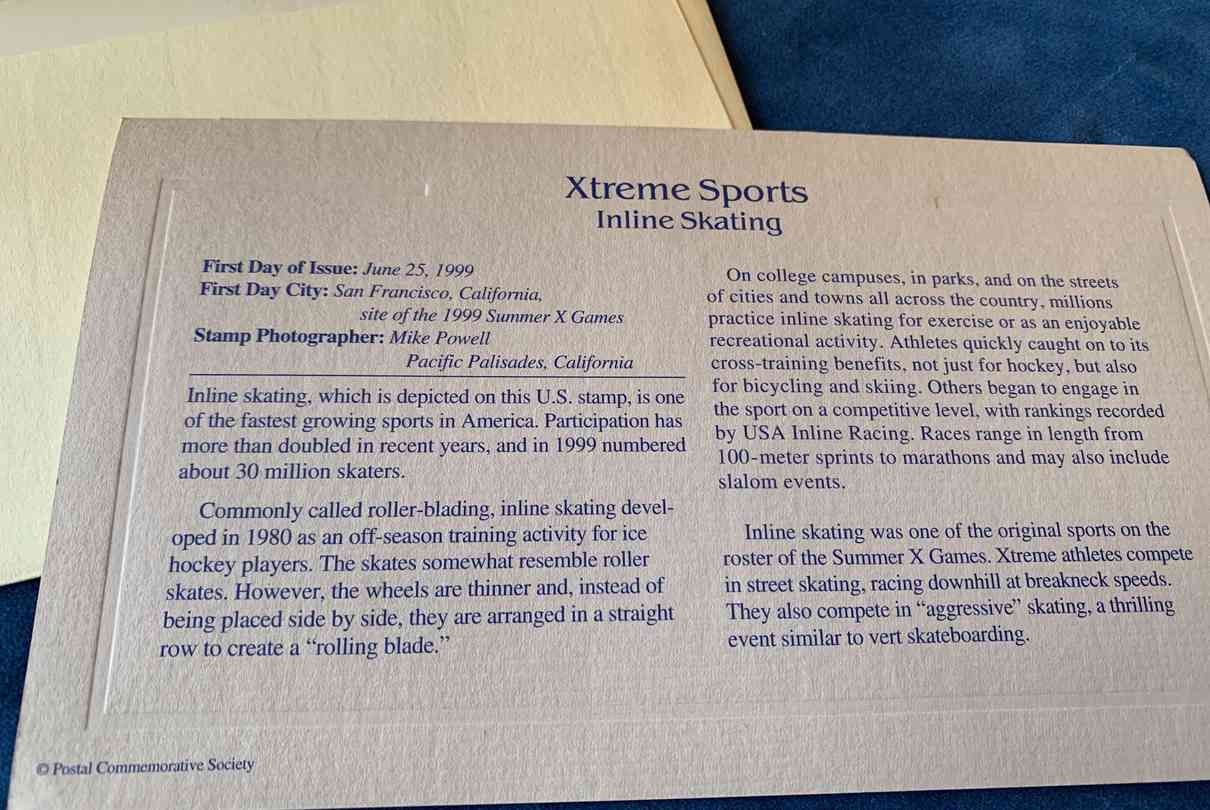 Xtreme Sports
Inline Skating
First Day of Issue: June 25, 1999
First Day City: San Francisco, California,
site of the 1999 Summer X Games
Stamp Photographer: Mike Powell
Pacific Palisades, California
Inline skating, which is depicted on this U.S. stamp, is one
of the fastest growing sports in America. Participation has
more than doubled in recent years, and in 1999 numbered
about 30 million skaters.
Commonly called roller-blading, inline skating devel-
oped in 1980 as an off-season training activity for ice
hockey players. The skates somewhat resemble roller
skates. However, the wheels are thinner and, instead of
being placed side by side, they are arranged in a straight
row to create a “rolling blade.”
On college campuses, in parks, and on the streets
of cities and towns all across the country, millions
practice inline skating for exercise or as an enjoyable
recreational activity. Athletes quickly caught on to its
cross-training benefits, not just for hockey, but also
for bicycling and skiing. Others began to engage in
the sport on a competitive level, with rankings recorded
by USA Inline Racing. Races range in length from
100-meter sprints to marathons and may also include
slalom events.
Inline skating was one of the original sports on the
roster of the Summer X Games. Xtreme athletes compete
in street skating, racing downhill at breakneck speeds.
They also compete in “aggressive” skating, a thrilling
event similar to vert skateboarding.
© Postal Commemorative Society